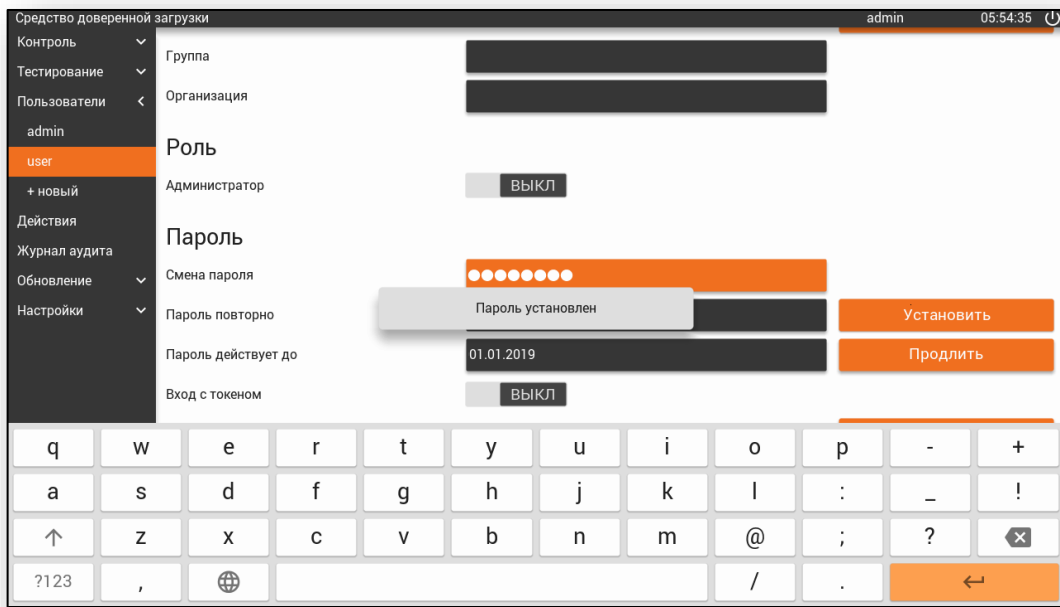 Средство доверенной загрузки admin 05:54:35
Контроль
Тестирование
Пользователи
admin
user
+ новый
Действия
Журнал аудита
Обновление
Настройки
Группа
Организация
Роль
Администратор ВЫКЛ
Пароль
Смена пароля
Пароль установлен
Пароль повторно Установить
Пароль действует до 01.01.2019 Продлить
Вход с токеном ВЫКЛ
q w e r t y u i o p - +
a s d f g h j k l : _ !
z x c v b n m @ ; ?
?123 , / .